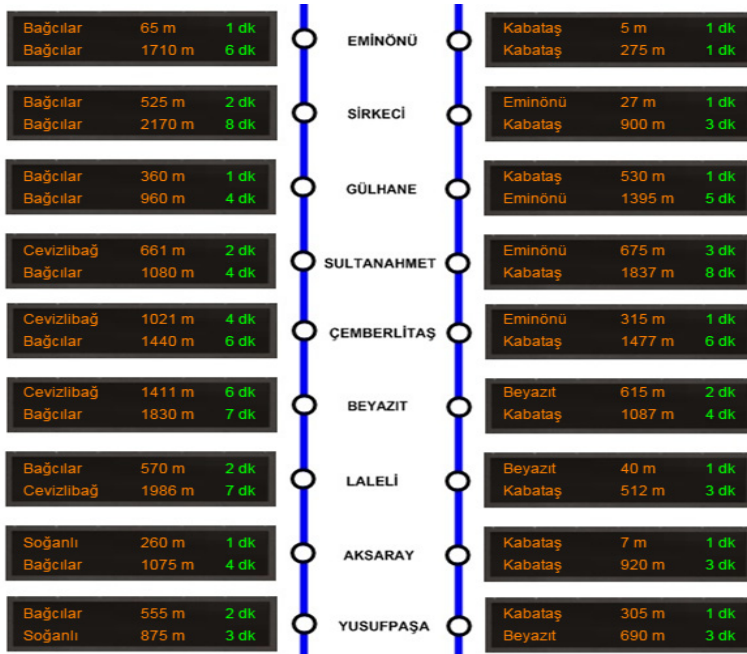 Bağcılar 65 m 1 dk
Bağcılar 1710 m 6 dk
EMİNÖNÜ
Kabataş 5 m 1 dk
Kabataş 275 m 1 dk
Bağcılar 525 m 2 dk
Bağcılar 2170 m 8 dk
SİRKECİ
Eminönü 27 m 1 dk
Kabataş 900 m 3 dk
Bağcılar 360 m 1 dk
Bağcılar 960 m 4 dk
GÜLHANE
Kabataş 530 m 1 dk
Eminönü 1395 m 5 dk
Cevizlibağ 661 m 2 dk
Bağcılar 1080 m 4 dk
SULTANAHMET
Eminönü 675 m 3 dk
Kabataş 1837 m 8 dk
Cevizlibağ 1021 m 4 dk
Bağcılar 1440 m 6 dk
ÇEMBERLİTAŞ
Eminönü 315 m 1 dk
Kabataş 1477 m 6 dk
Cevizlibağ 1411 m 6 dk
Bağcılar 1830 m 7 dk
BEYAZIT
Beyazıt 615 m 2 dk
Kabataş 1087 m 4 dk
Bağcılar 570 m 2 dk
Cevizlibağ 1986 m 7 dk
LALELİ
Beyazıt 40 m 1 dk
Kabataş 512 m 3 dk
Soğanlı 260 m 1 dk
Bağcılar 1075 m 4 dk
AKSARAY
Kabataş 7 m 1 dk
Kabataş 920 m 3 dk
Bağcılar 555 m 2 dk
Soğanlı 875 m 3 dk
YUSUFPAŞA
Kabataş 305 m 1 dk
Beyazıt 690 m 3 dk